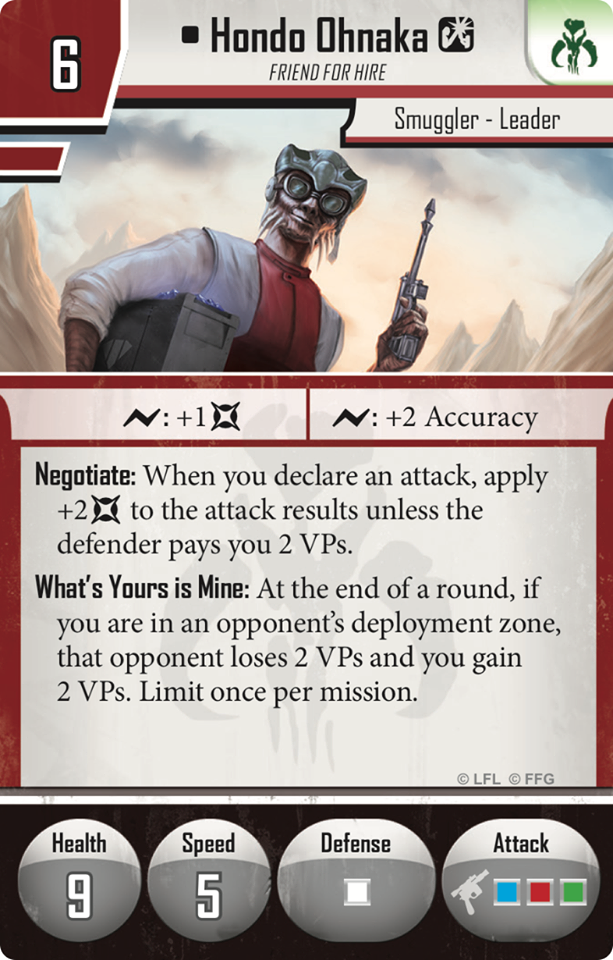 6
Hondo Ohnaka
FRIEND FOR HIRE
Smuggler - Leader
: +1
: +2 Accuracy
Negotiate: When you declare an attack, apply
+2 to the attack results unless the
defender pays you 2 VPs.
What's Yours is Mine: At the end of a round, if
you are in an opponent's deployment zone,
that opponent loses 2 VPs and you gain
2 VPs. Limit once per mission.
© LFL © FFG
Health Speed Defense Attack
9 5